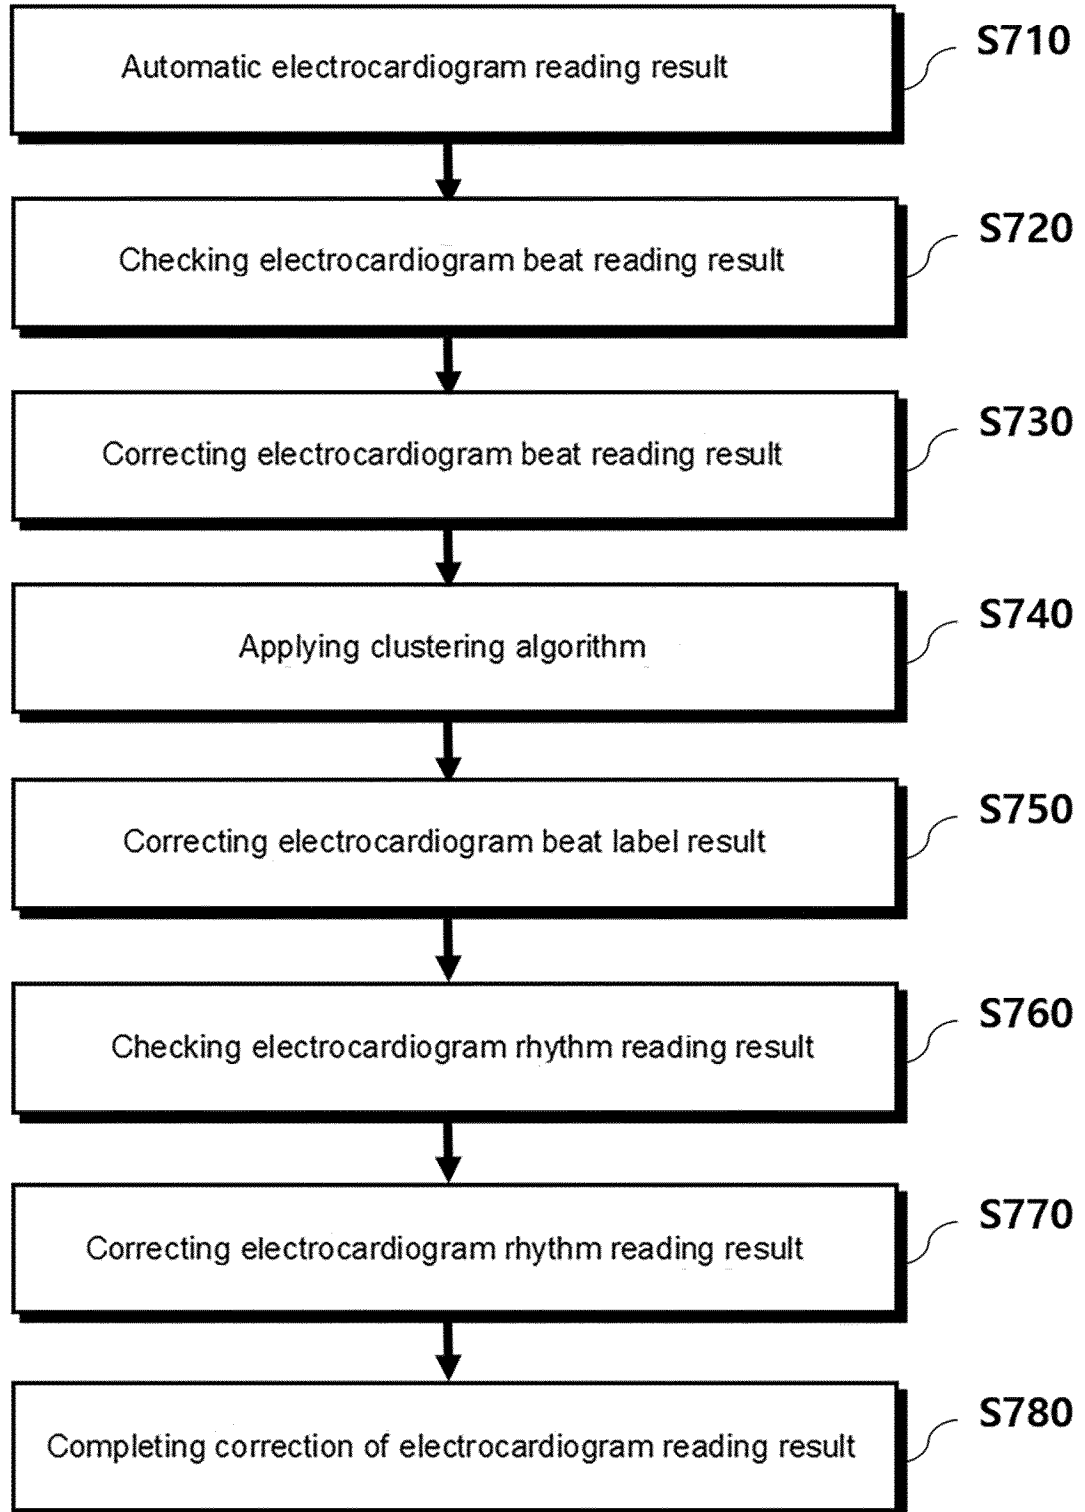 Automatic electrocardiogram reading result
S710
Checking electrocardiogram beat reading result
S720
Correcting electrocardiogram beat reading result
S730
Applying clustering algorithm
S740
Correcting electrocardiogram beat label result
S750
Checking electrocardiogram rhythm reading result
S760
Correcting electrocardiogram rhythm reading result
S770
Completing correction of electrocardiogram reading result
S780